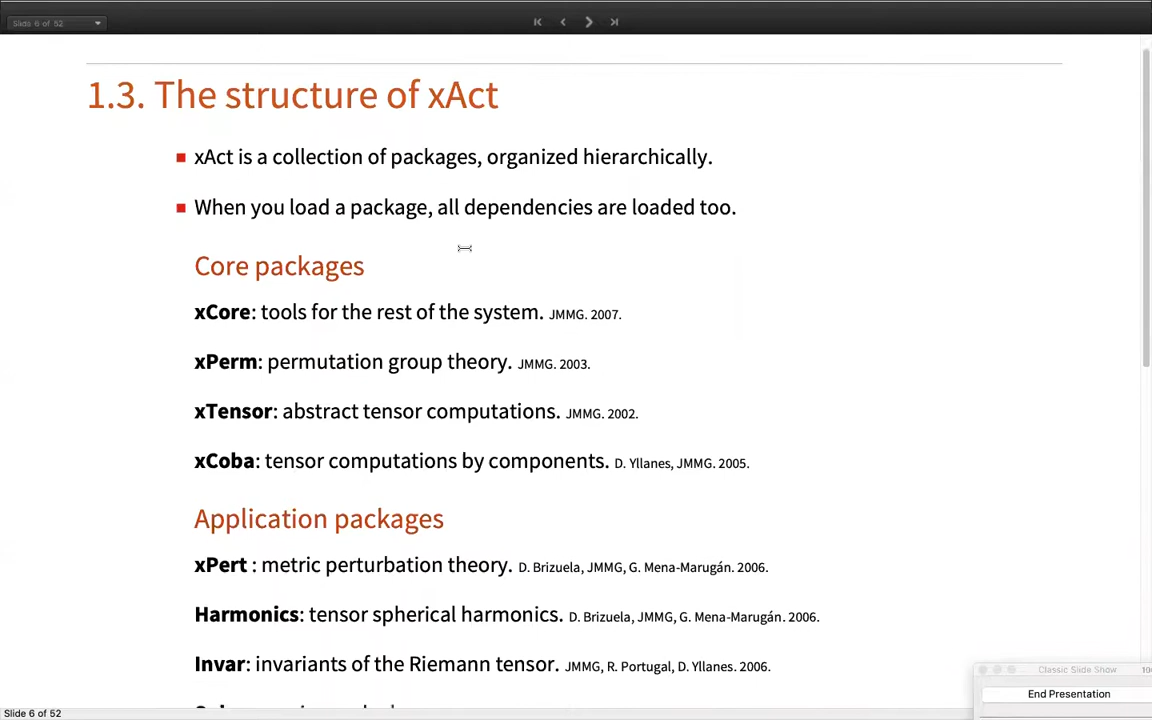 Slide 6 of 52
1.3. The structure of xAct
xAct is a collection of packages, organized hierarchically.
When you load a package, all dependencies are loaded too.
Core packages
xCore: tools for the rest of the system. JMMG. 2007.
xPerm: permutation group theory. JMMG. 2003.
xTensor: abstract tensor computations. JMMG. 2002.
xCoba: tensor computations by components. D. Yllanes, JMMG. 2005.
Application packages
xPert : metric perturbation theory. D. Brizuela, JMMG, G. Mena-Marugán. 2006.
Harmonics: tensor spherical harmonics. D. Brizuela, JMMG, G. Mena-Marugán. 2006.
Invar: invariants of the Riemann tensor. JMMG, R. Portugal, D. Yllanes. 2006.
Classic Slide Show
End Presentation
Slide 6 of 52